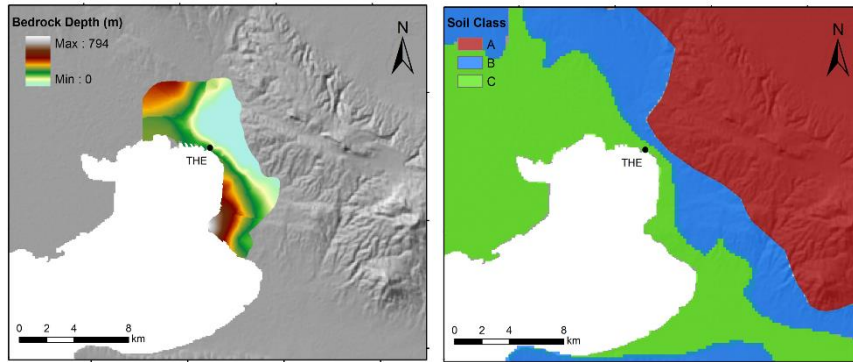 Bedrock Depth (m)
Max : 794
Min : 0
N
THE
0 2 4 8
km
Soil Class
A
B
C
N
THE
0 2 4 8
km